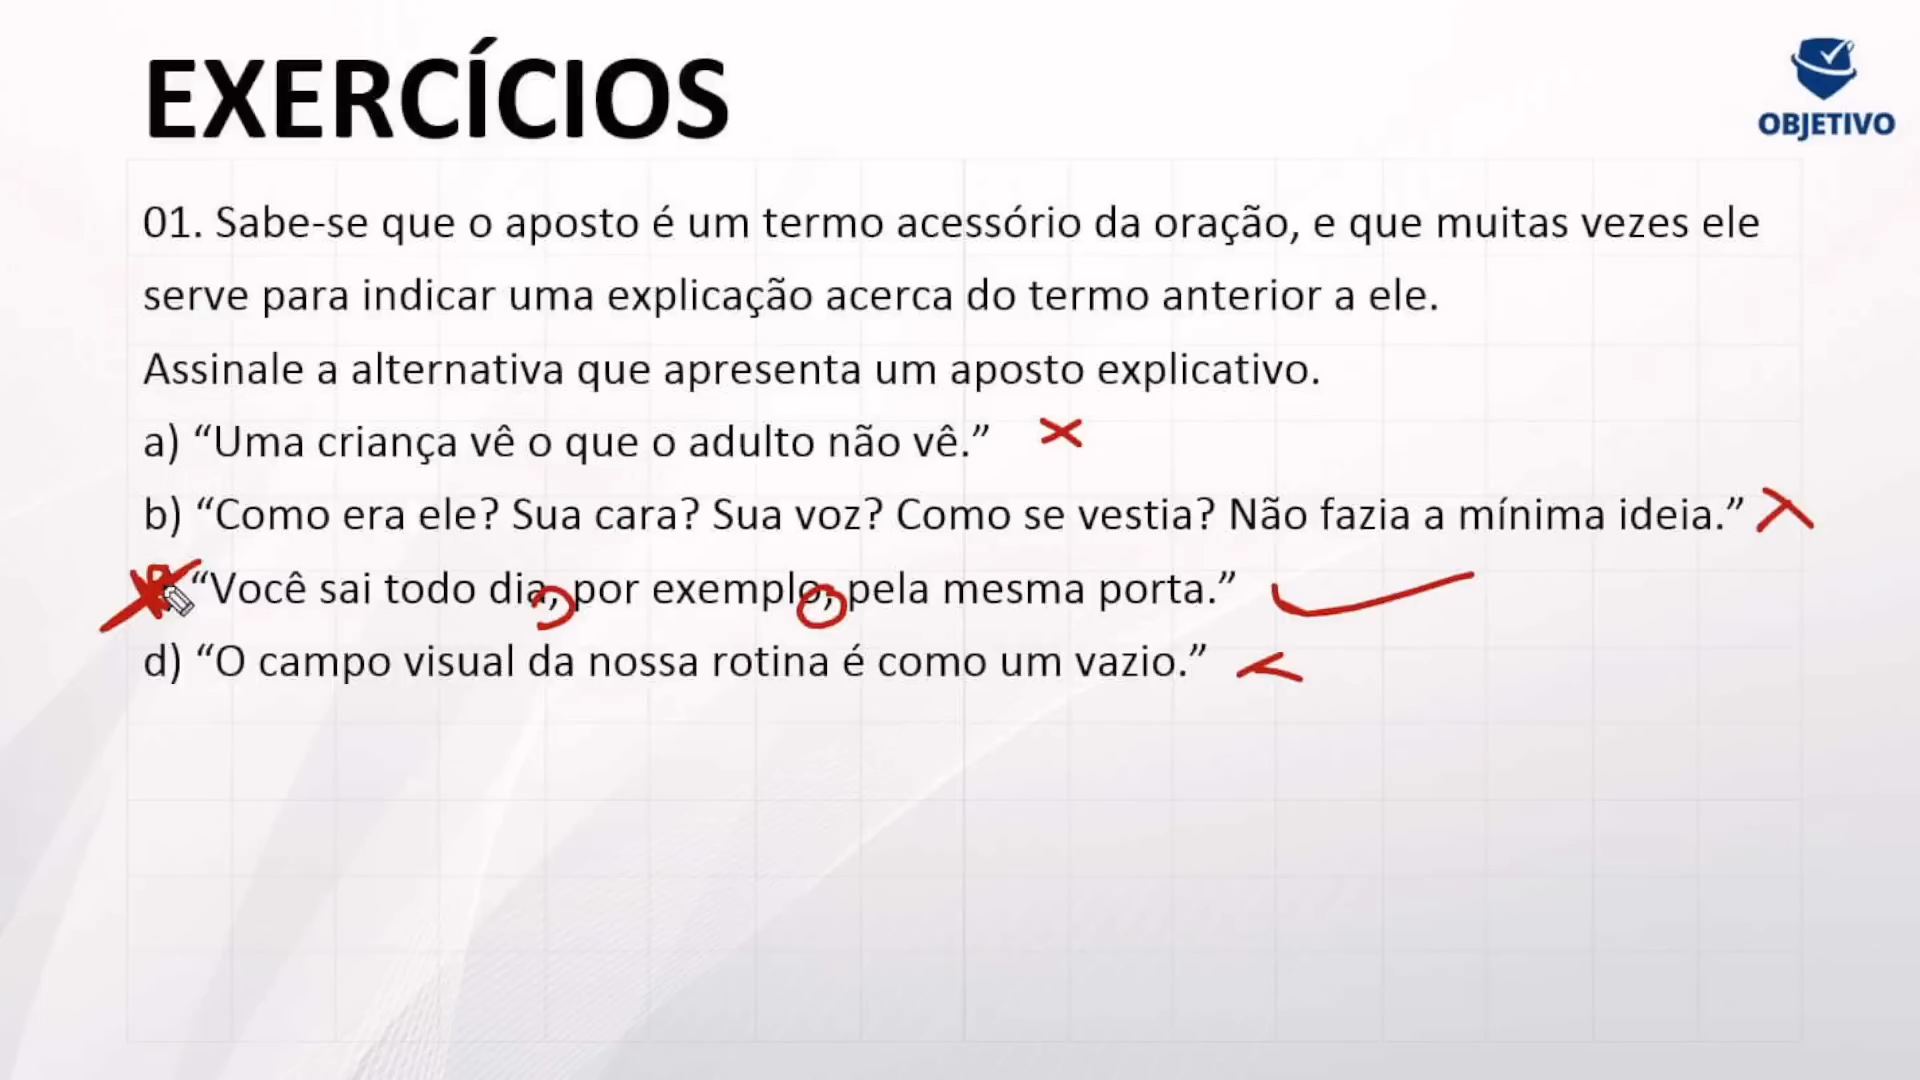 EXERCÍCIOS
OBJETIVO
01. Sabe-se que o aposto é um termo acessório da oração, e que muitas vezes ele
serve para indicar uma explicação acerca do termo anterior a ele.
Assinale a alternativa que apresenta um aposto explicativo.
a) “Uma criança vê o que o adulto não vê.”
b) “Como era ele? Sua cara? Sua voz? Como se vestia? Não fazia a mínima ideia.”
“Você sai todo dia, por exemplo, pela mesma porta.”
d) “O campo visual da nossa rotina é como um vazio.”